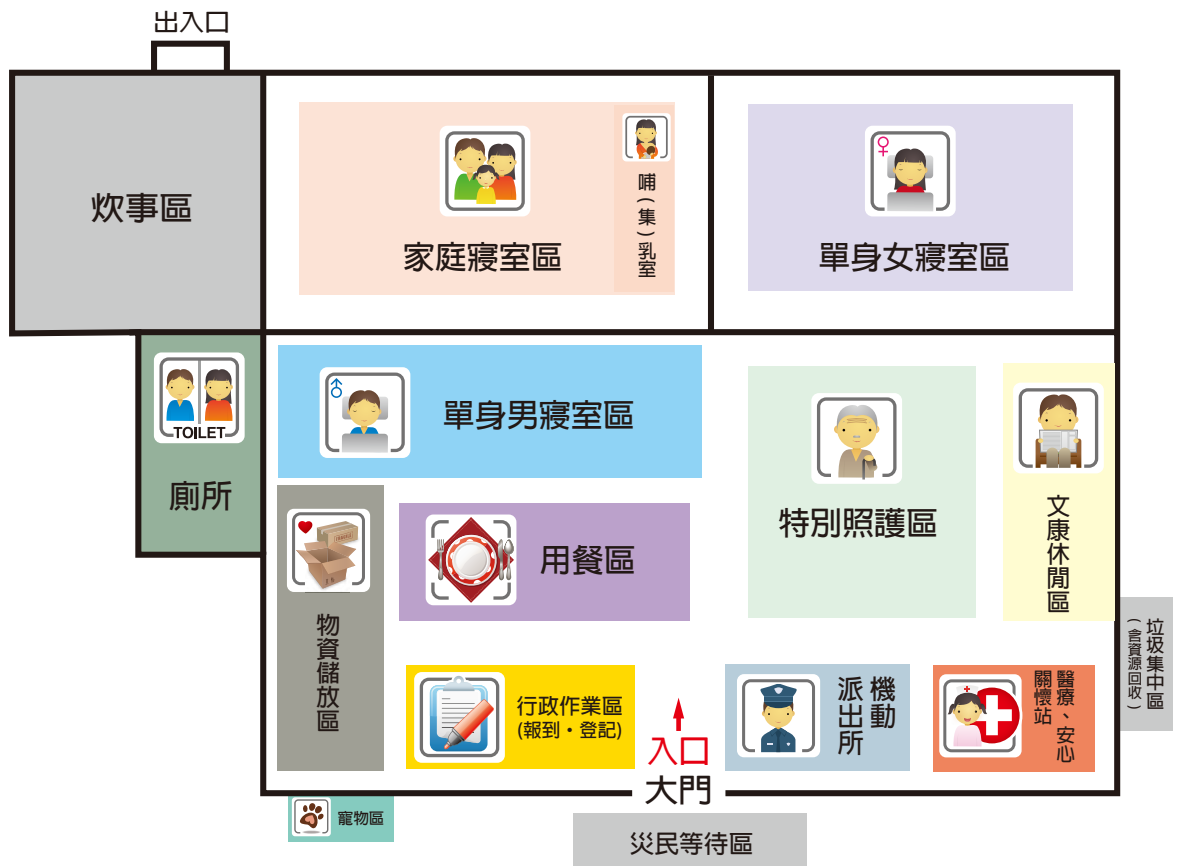 出入口
炊事區
家庭寢室區
哺(集)乳室
♀
單身女寢室區
TOILET
廁所
♂
單身男寢室區
特別照護區
文康休閒區
用餐區
物資儲放區
垃圾集中區
(含資源回收)
行政作業區
(報到・登記)
入口
大門
機動
派出所
醫療、安心
關懷站
寵物區
災民等待區